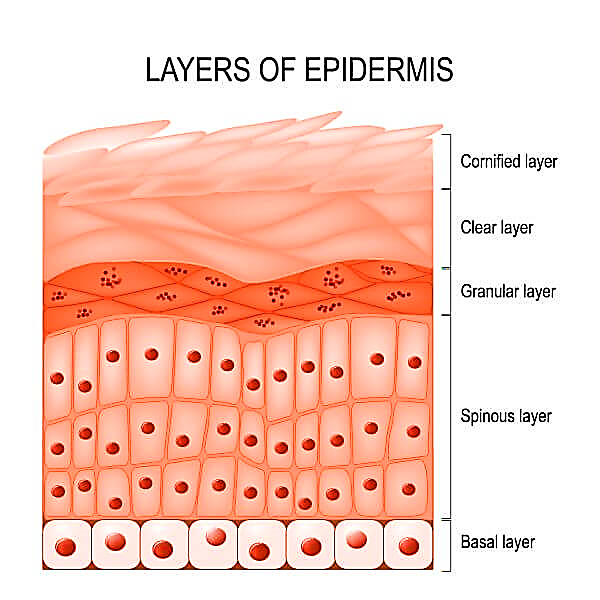 LAYERS OF EPIDERMIS
Cornified layer
Clear layer
Granular layer
Spinous layer
Basal layer